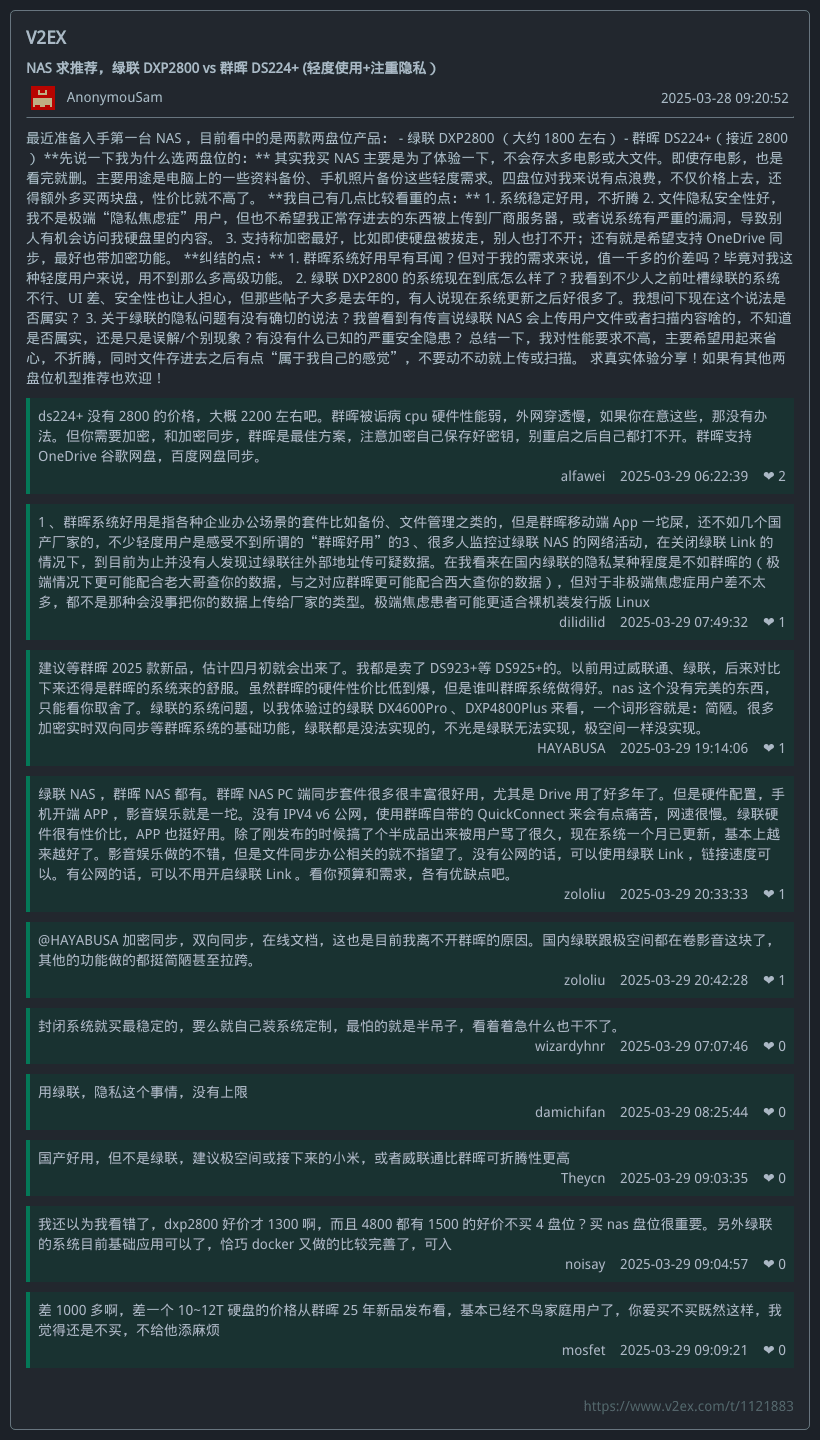 V2EX
NAS 求推荐，绿联 DXP2800 vs 群晖 DS224+ (轻度使用+注重隐私 )
AnonymouSam
2025-03-28 09:20:52
最近准备入手第一台 NAS ，目前看中的是两款两盘位产品： - 绿联 DXP2800 （大约 1800 左右）- 群晖 DS224+（接近 2800
）**先说一下我为什么选两盘位的：** 其实我买 NAS 主要是为了体验一下，不会存太多电影或大文件。即使存电影，也是
看完就删。主要用途是电脑上的一些资料备份、手机照片备份这些轻度需求。四盘位对我来说有点浪费，不仅价格上去，还
得额外多买两块盘，性价比就不高了。 **我自己有几点比较看重的点：** 1. 系统稳定好用，不折腾 2. 文件隐私安全性好，
我不是极端“隐私焦虑症”用户，但也不希望我正常存进去的东西被上传到厂商服务器，或者说系统有严重的漏洞，导致别
人有机会访问我硬盘里的内容。 3. 支持称加密最好，比如即使硬盘被拔走，别人也打不开；还有就是希望支持 OneDrive 同
步，最好也带加密功能。 **纠结的点：** 1. 群晖系统好用早有耳闻？但对于我的需求来说，值一千多的价差吗？毕竟对我这
种轻度用户来说，用不到那么多高级功能。 2. 绿联 DXP2800 的系统现在到底怎么样了？我看到不少人之前吐槽绿联的系统
不行、UI 差、安全性也让人担心，但那些帖子大多是去年的，有人说现在系统更新之后好很多了。我想问下现在这个说法是
否属实？ 3. 关于绿联的隐私问题有没有确切的说法？我曾看到有传言说绿联 NAS 会上传用户文件或者扫描内容啥的，不知道
是否属实，还是只是误解/个别现象？有没有什么已知的严重安全隐患？ 总结一下，我对性能要求不高，主要希望用起来省
心，不折腾，同时文件存进去之后有点“属于我自己的感觉”，不要动不动就上传或扫描。 求真实体验分享！如果有其他两
盘位机型推荐也欢迎！
ds224+ 没有 2800 的价格，大概 2200 左右吧。群晖被诟病 cpu 硬件性能弱，外网穿透慢，如果你在意这些，那没有办
法。但你需要加密，和加密同步，群晖是最佳方案，注意加密自己保存好密钥，别重启之后自己都打不开。群晖支持
OneDrive 谷歌网盘，百度网盘同步。
alfawei 2025-03-29 06:22:39 ❤ 2
1 、群晖系统好用是指各种企业办公场景的套件比如备份、文件管理之类的，但是群晖移动端 App 一坨屎，还不如几个国
产厂家的，不少轻度用户是感受不到所谓的“群晖好用”的3 、很多人监控过绿联 NAS 的网络活动，在关闭绿联 Link 的
情况下，到目前为止并没有人发现过绿联往外部地址传可疑数据。在我看来在国内绿联的隐私某种程度是不如群晖的（极
端情况下更可能配合老大哥查你的数据，与之对应群晖更可能配合西大查你的数据），但对于非极端焦虑症用户差不太
多，都不是那种会没事把你的数据上传给厂家的类型。极端焦虑患者可能更适合裸机装发行版 Linux
dilidilid 2025-03-29 07:49:32 ❤ 1
建议等群晖 2025 款新品，估计四月初就会出来了。我都是卖了 DS923+等 DS925+的。以前用过威联通、绿联，后来对比
下来还得是群晖的系统来的舒服。虽然群晖的硬件性价比低到爆，但是谁叫群晖系统做得好。nas 这个没有完美的东西，
只能看你取舍了。绿联的系统问题，以我体验过的绿联 DX4600Pro 、DXP4800Plus 来看，一个词形容就是：简陋。很多
加密实时双向同步等群晖系统的基础功能，绿联都是没法实现的，不光是绿联无法实现，极空间一样没实现。
HAYABUSA 2025-03-29 19:14:06 ❤ 1
绿联 NAS ，群晖 NAS 都有。群晖 NAS PC 端同步套件很多很丰富很好用，尤其是 Drive 用了好多年了。但是硬件配置，手
机开端 APP ，影音娱乐就是一坨。没有 IPV4 v6 公网，使用群晖自带的 QuickConnect 来会有点痛苦，网速很慢。绿联硬
件很有性价比，APP 也挺好用。除了刚发布的时候搞了个半成品出来被用户骂了很久，现在系统一个月已更新，基本上越
来越好了。影音娱乐做的不错，但是文件同步办公相关的就不指望了。没有公网的话，可以使用绿联 Link ，链接速度可
以。有公网的话，可以不用开启绿联 Link 。看你预算和需求，各有优缺点吧。
zololiu 2025-03-29 20:33:33 ❤ 1
@HAYABUSA 加密同步，双向同步，在线文档，这也是目前我离不开群晖的原因。国内绿联跟极空间都在卷影音这块了，
其他的功能做的都挺简陋甚至拉跨。
zololiu 2025-03-29 20:42:28 ❤ 1
封闭系统就买最稳定的，要么就自己装系统定制，最怕的就是半吊子，看着着急什么也干不了。
wizardyhnr 2025-03-29 07:07:46 ❤ 0
用绿联，隐私这个事情，没有上限
damichifan 2025-03-29 08:25:44 ❤ 0
国产好用，但不是绿联，建议极空间或接下来的小米，或者威联通比群晖可折腾性更高
Theycn 2025-03-29 09:03:35 ❤ 0
我还以为我看错了，dxp2800 好价才 1300 啊，而且 4800 都有 1500 的好价不买 4 盘位？买 nas 盘位很重要。另外绿联
的系统目前基础应用可以了，恰巧 docker 又做的比较完善了，可入
noisay 2025-03-29 09:04:57 ❤ 0
差 1000 多啊，差一个 10~12T 硬盘的价格从群晖 25 年新品发布看，基本已经不鸟家庭用户了，你爱买不买既然这样，我
觉得还是不买，不给他添麻烦
mosfet 2025-03-29 09:09:21 ❤ 0
https://www.v2ex.com/t/1121883